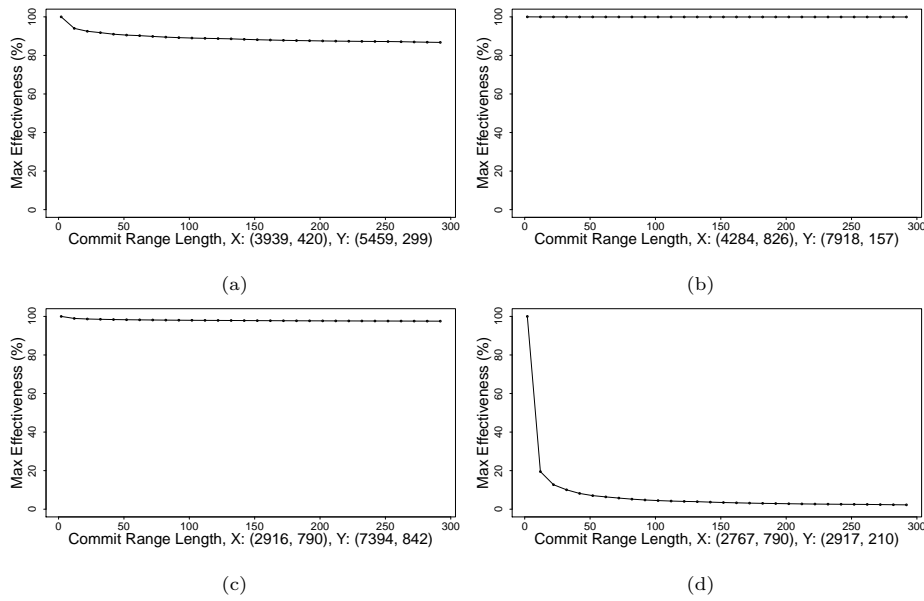 Max Effectiveness (%)
0 20 40 60 80 100
0 50 100 150 200 250 300
Commit Range Length, X: (3939, 420), Y: (5459, 299)
(a)
Max Effectiveness (%)
0 20 40 60 80 100
0 50 100 150 200 250 300
Commit Range Length, X: (4284, 826), Y: (7918, 157)
(b)
Max Effectiveness (%)
0 20 40 60 80 100
0 50 100 150 200 250 300
Commit Range Length, X: (2916, 790), Y: (7394, 842)
(c)
Max Effectiveness (%)
0 20 40 60 80 100
0 50 100 150 200 250 300
Commit Range Length, X: (2767, 790), Y: (2917, 210)
(d)